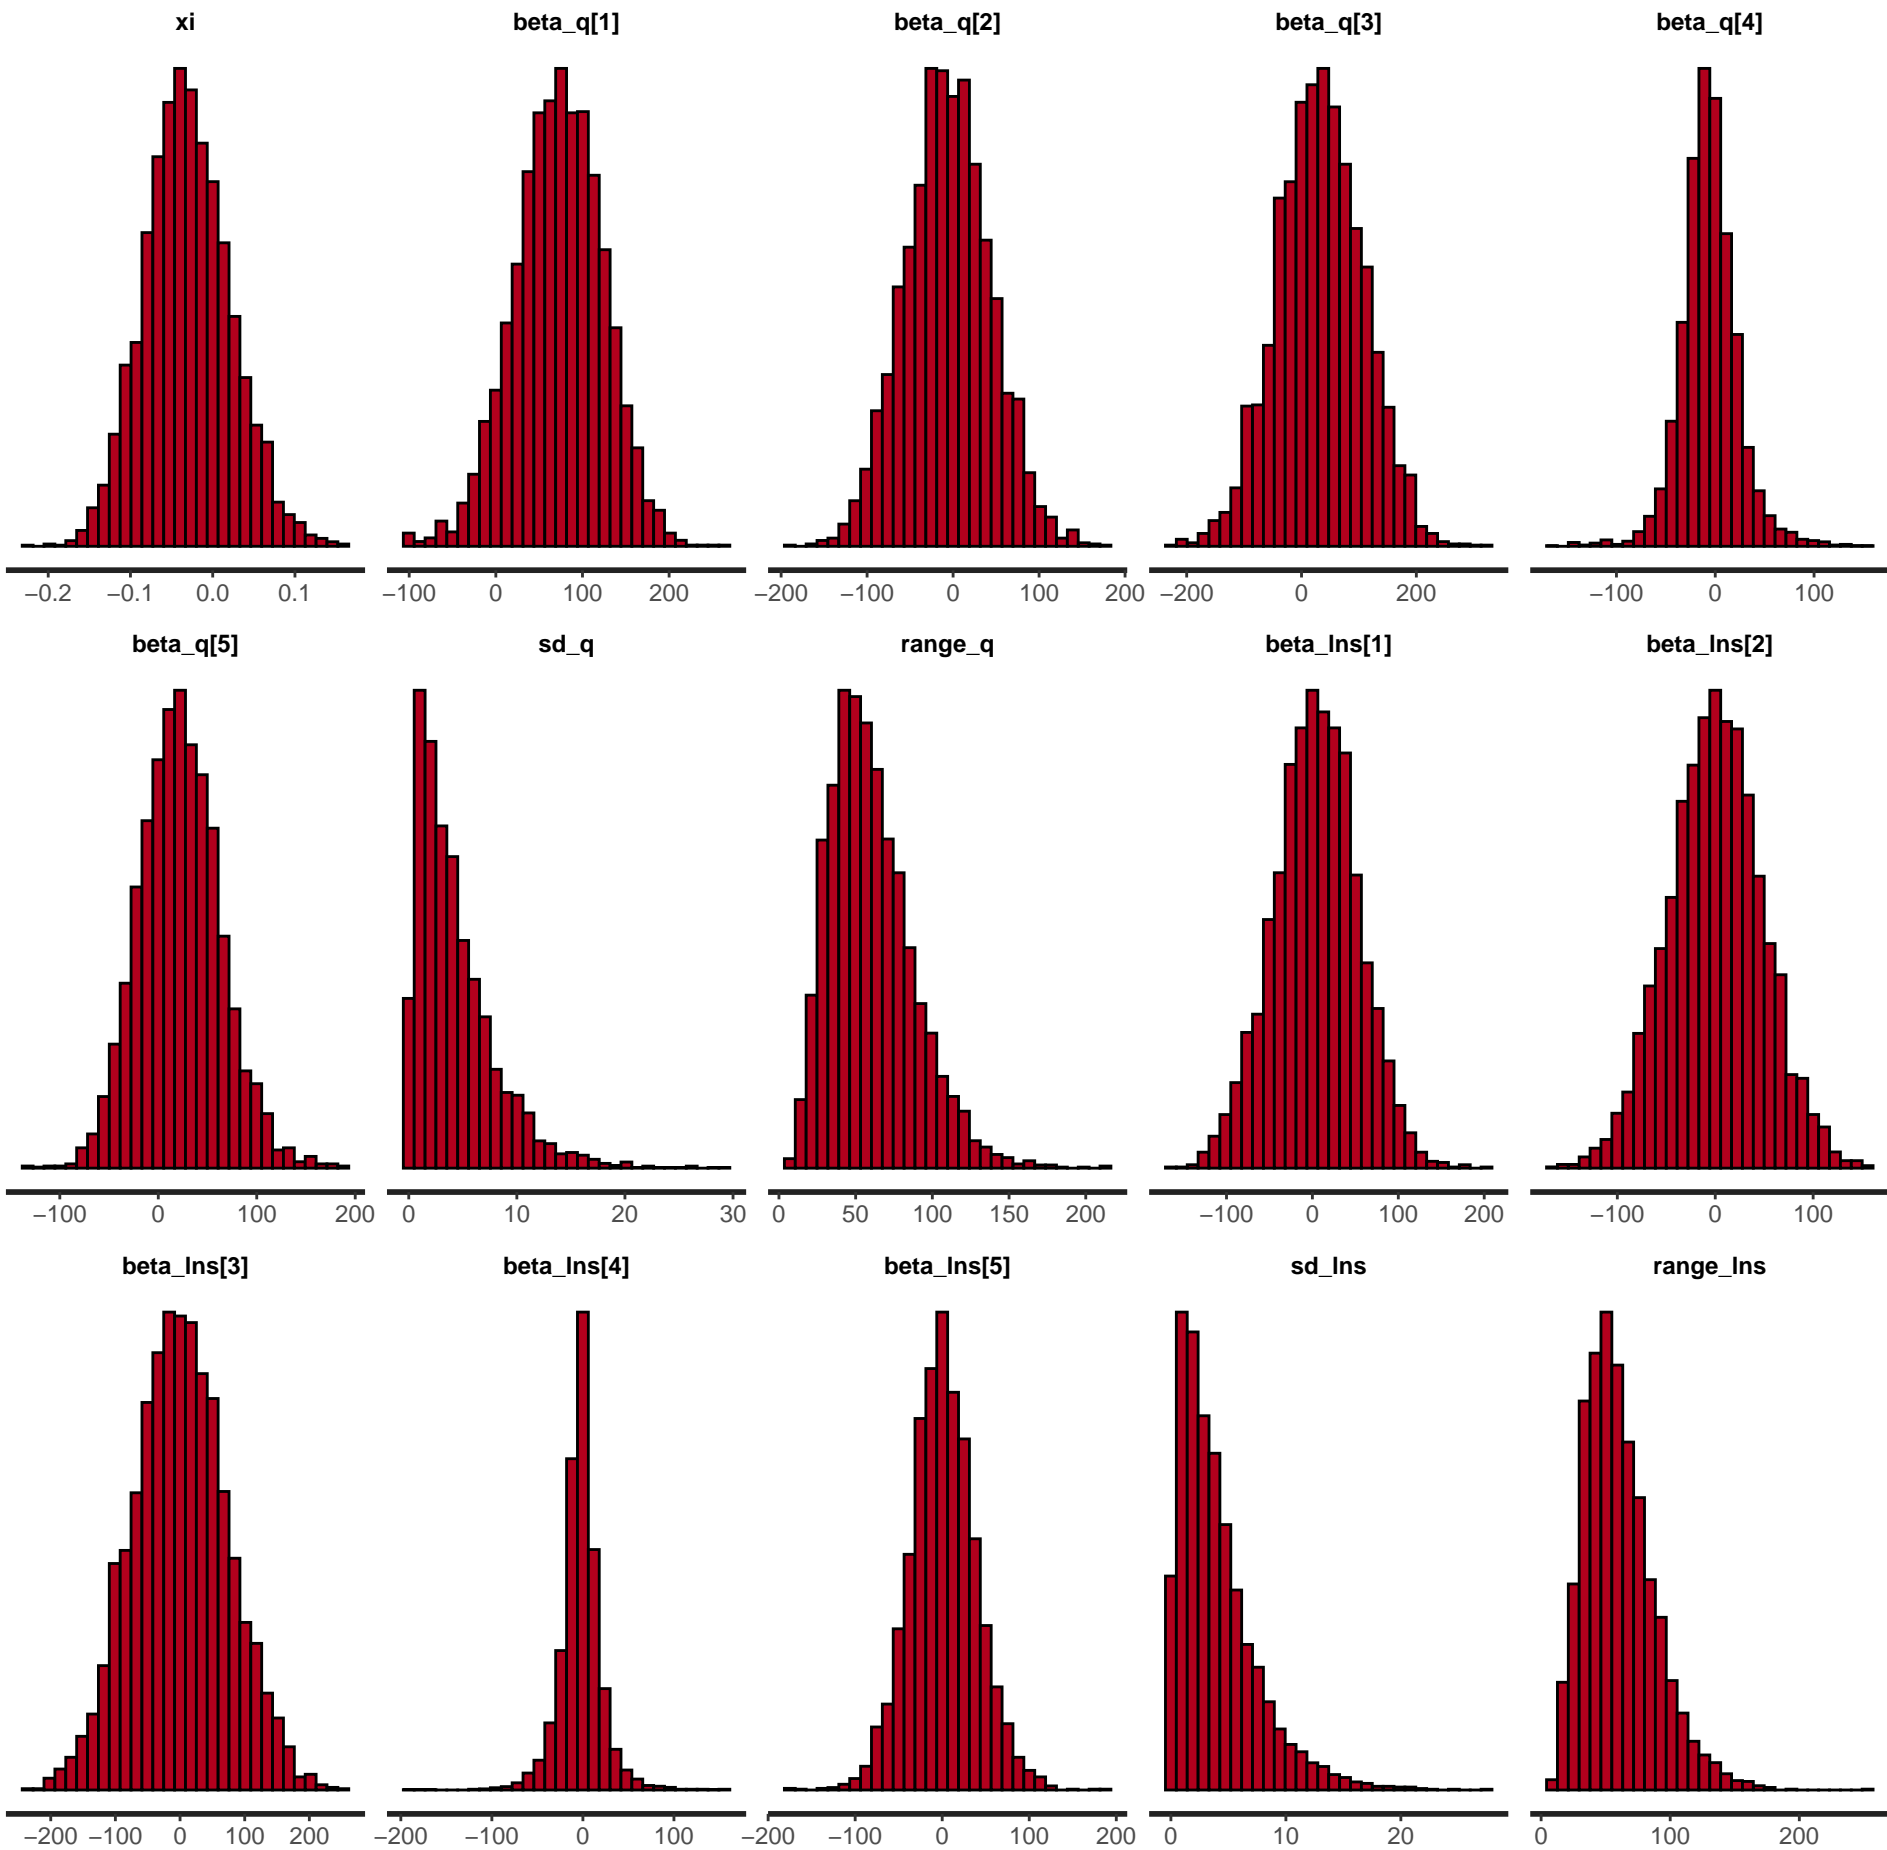 xi beta_q[1] beta_q[2] beta_q[3] beta_q[4]
−0.2 −0.1 0.0 0.1 −100 0 100 200 −200 −100 0 100 200 −200 0 200 −100 0 100
beta_q[5] sd_q range_q beta_lns[1] beta_lns[2]
−100 0 100 200 0 10 20 30 0 50 100 150 200 −100 0 100 200 −100 0 100
beta_lns[3] beta_lns[4] beta_lns[5] sd_lns range_lns
−200 −100 0 100 200 −200 −100 0 100 −200 −100 0 100 200 0 10 20 0 100 200